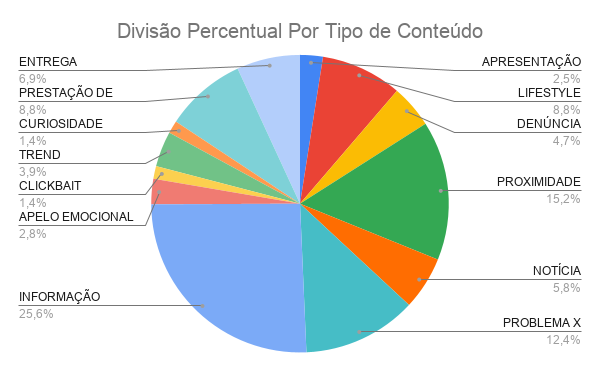 Divisão Percentual Por Tipo de Conteúdo
ENTREGA
6,9%
PRESTAÇÃO DE
8,8%
CURIOSIDADE
1,4%
TREND
3,9%
CLICKBAIT
1,4%
APELO EMOCIONAL
2,8%
INFORMAÇÃO
25,6%
APRESENTAÇÃO
2,5%
LIFESTYLE
8,8%
DENÚNCIA
4,7%
PROXIMIDADE
15,2%
NOTÍCIA
5,8%
PROBLEMA X
12,4%